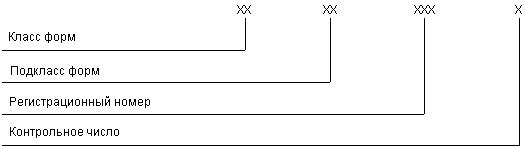 XX XX XXX X
Класс форм
Подкласс форм
Регистрационный номер
Контрольное число